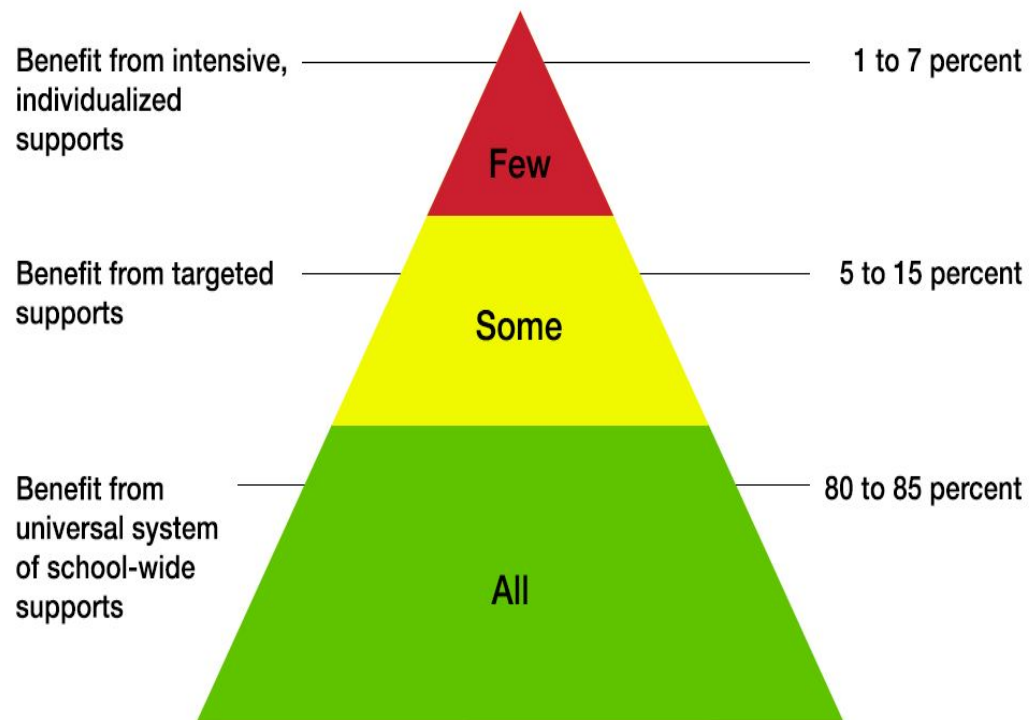 Benefit from intensive,
individualized
supports
1 to 7 percent
Few
Benefit from targeted
supports
5 to 15 percent
Some
Benefit from
universal system
of school-wide
supports
80 to 85 percent
All